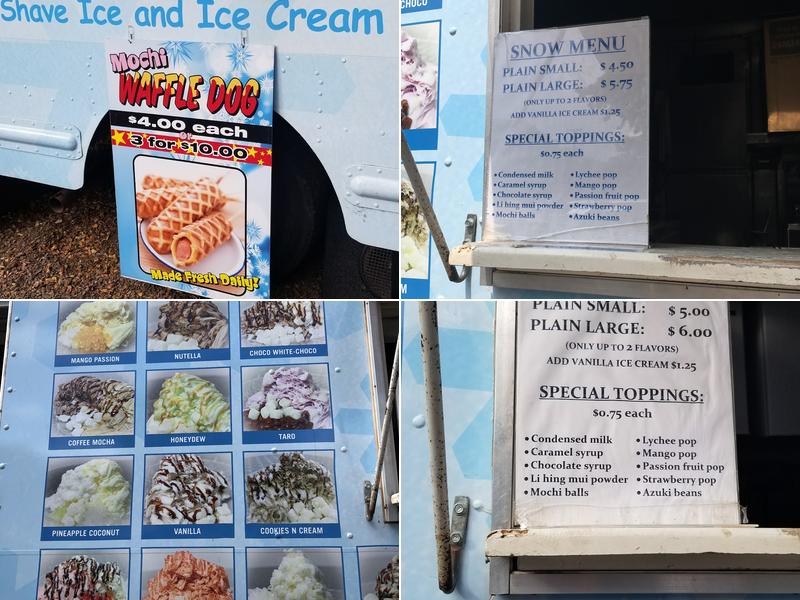 Shave Ice and Ice Cream
Mochi
WAFFLE DOG
$4.00 each
or
3 for $10.00
Made Fresh Daily!
CHOCO
M
SNOW MENU
PLAIN SMALL: $ 4.50
PLAIN LARGE: $ 5.75
(ONLY UP TO 2 FLAVORS)
ADD VANILLA ICE CREAM $1.25
SPECIAL TOPPINGS:
$0.75 each
• Condensed milk
• Caramel syrup
• Chocolate syrup
• Li hing mui powder
• Mochi balls
• Lychee pop
• Mango pop
• Passion fruit pop
• Strawberry pop
• Azuki beans
MANGO PASSION
NUTELLA
CHOCO WHITE-CHOCO
COFFEE MOCHA
HONEYDEW
TARO
PINEAPPLE COCONUT
VANILLA
COOKIES N CREAM
PLAIN SMALL: $ 5.00
PLAIN LARGE: $ 6.00
(ONLY UP TO 2 FLAVORS)
ADD VANILLA ICE CREAM $1.25
SPECIAL TOPPINGS:
$0.75 each
• Condensed milk
• Caramel syrup
• Chocolate syrup
• Li hing mui powder
• Mochi balls
• Lychee pop
• Mango pop
• Passion fruit pop
• Strawberry pop
• Azuki beans